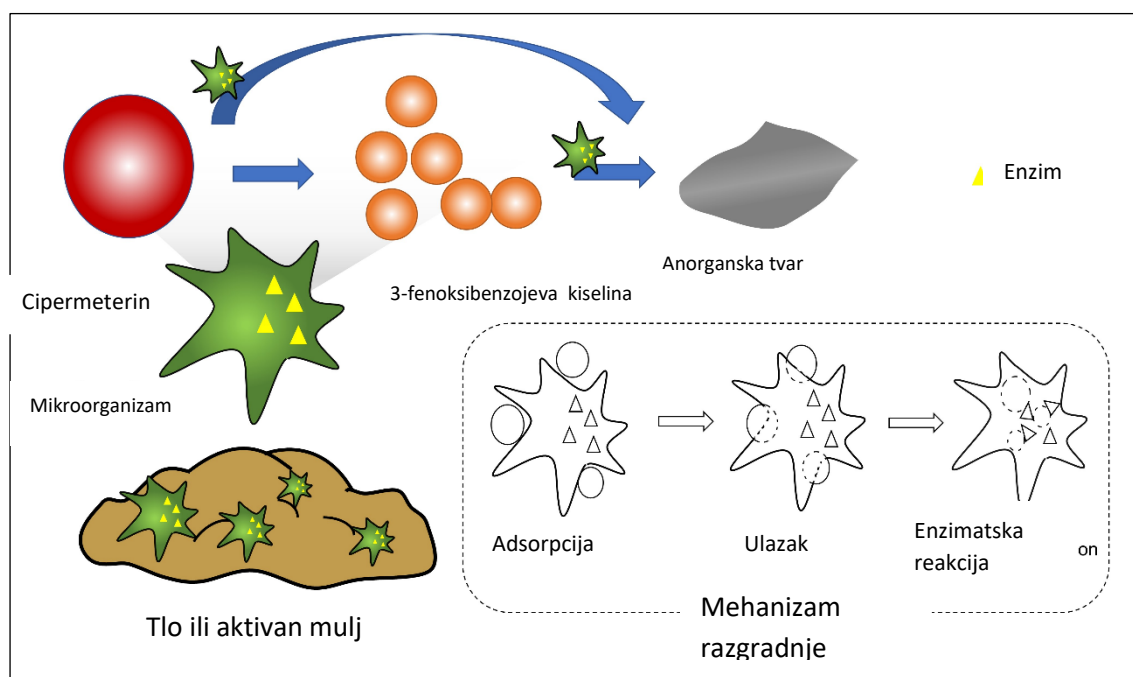 Enzim
Anorganska tvar
3-fenoksibenzojeva kiselina
Cipermeterin
Mikroorganizam
Adsorpcija
Ulazak
Enzimatska
reakcija
on
Mehanizam
razgradnje
Tlo ili aktivan mulj